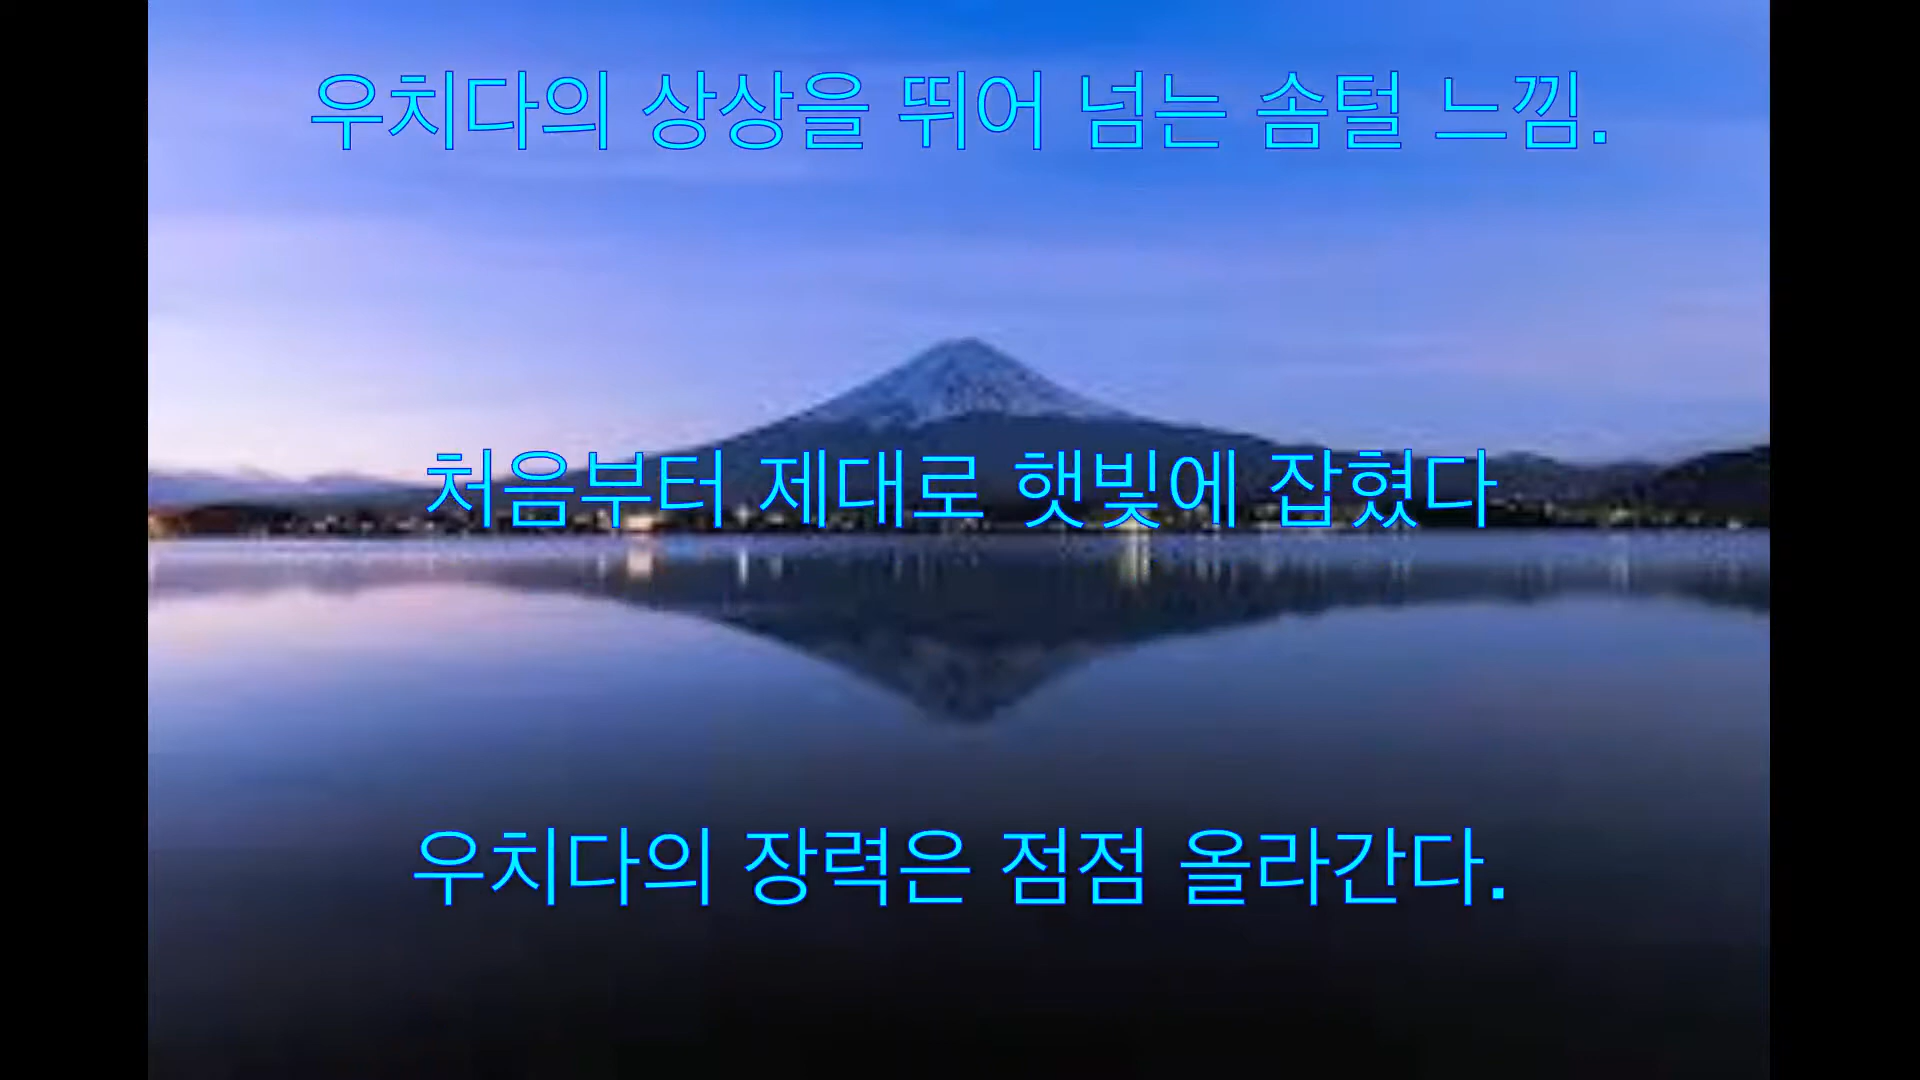 우치다의 상상을 뛰어 넘는 솜털 느낌.
처음부터 제대로 햇빛에 잡혔다
우치다의 장력은 점점 올라간다.